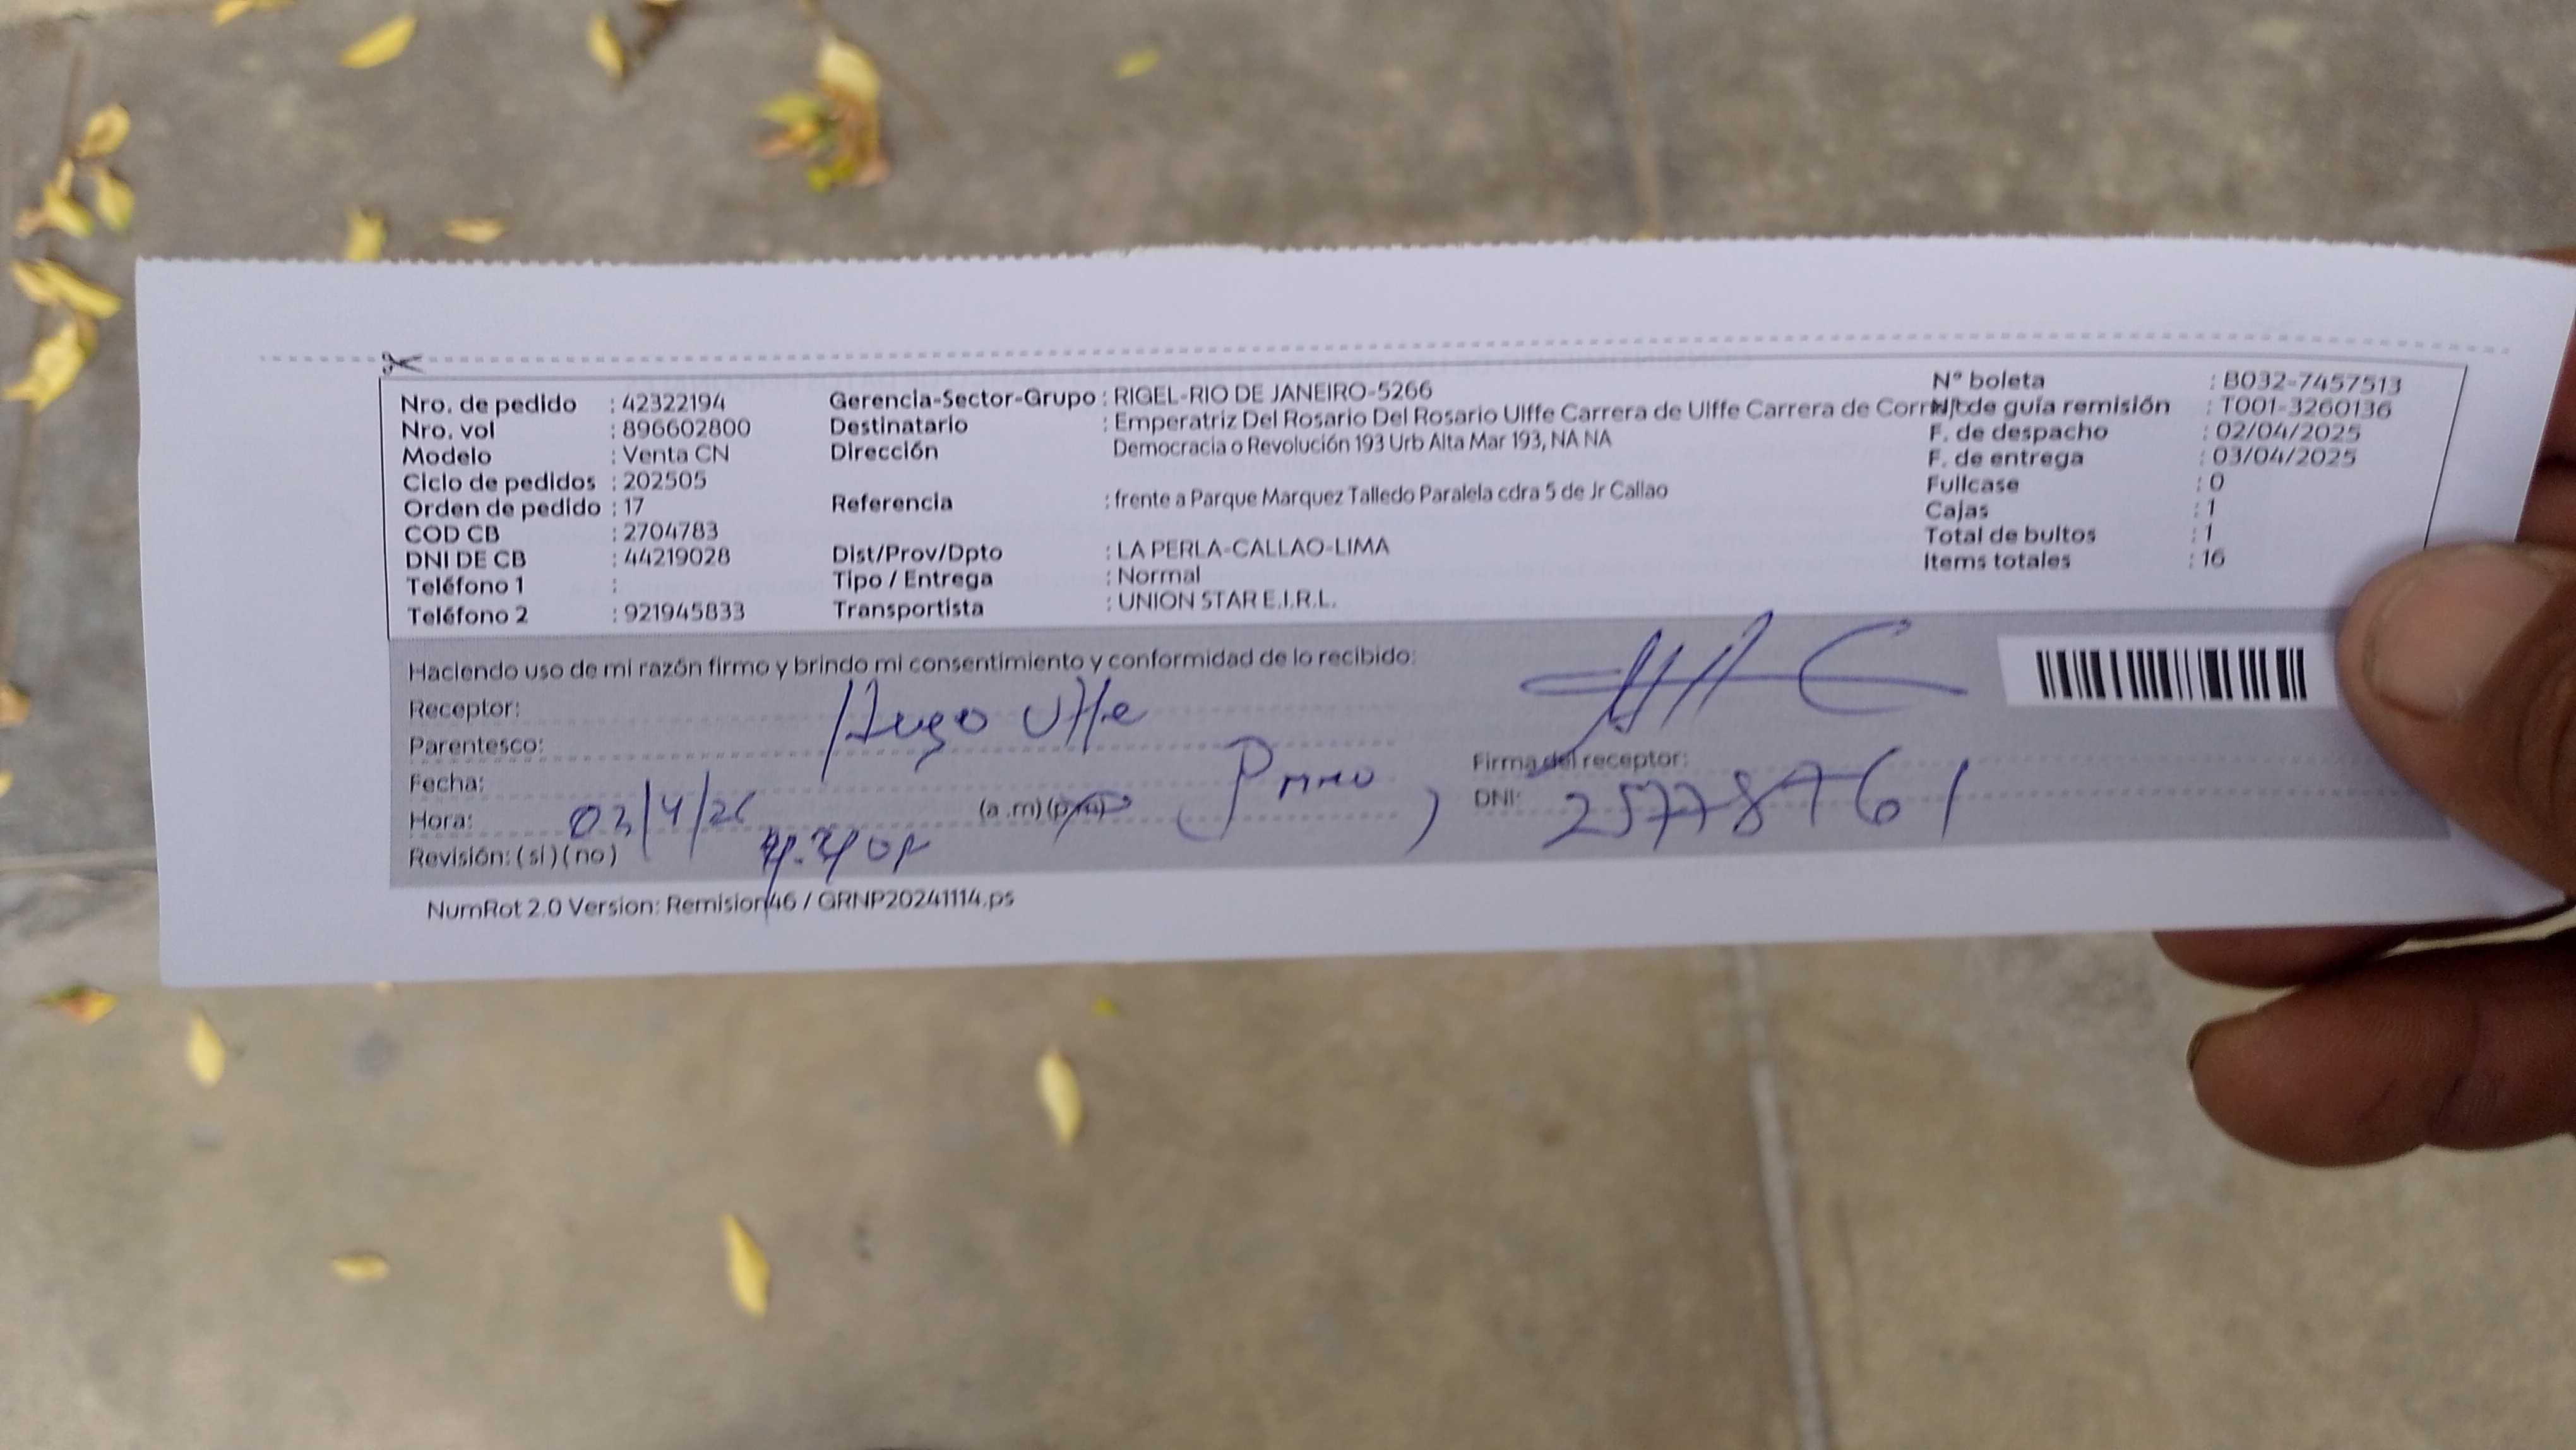 Nro. de pedido : 42322194
Nro. vol : 896602800
Modelo : Venta CN
Ciclo de pedidos : 202505
Orden de pedido : 17
COD CB : 2704783
DNI DE CB : 44219028
Teléfono 1 :
Teléfono 2 : 921945833
Gerencia-Sector-Grupo : RIGEL-RIO DE JANEIRO-5266
Destinatario : Emperatriz Del Rosario Del Rosario Ulffe Carrera de Ulffe Carrera de
Dirección Democracia o Revolución 193 Urb Alta Mar 193, NA NA
Referencia : frente a Parque Marquez Talledo Paralela cdra 5 de Jr Callao
Dist/Prov/Dpto : LA PERLA-CALLAO-LIMA
Tipo / Entrega : Normal
Transportista : UNION STAR E.I.R.L.
N° boleta : B032-7457513
N° de guía remisión : T001-3260136
F. de despacho : 02/04/2025
F. de entrega : 03/04/2025
Fullcase : 0
Cajas : 1
Total de bultos : 1
Items totales : 16
Haciendo uso de mi razón firmo y brindo mi consentimiento y conformidad de lo recibido:
Receptor: Hugo Ulffe
Parentesco: Primo
Fecha: 03/4/25
Hora: (a .m) (p.m)
Revisión: ( si ) ( no )
Firma del receptor:
DNI: 25778761
NumRot 2.0 Version: Remision46 / GRNP20241114.ps